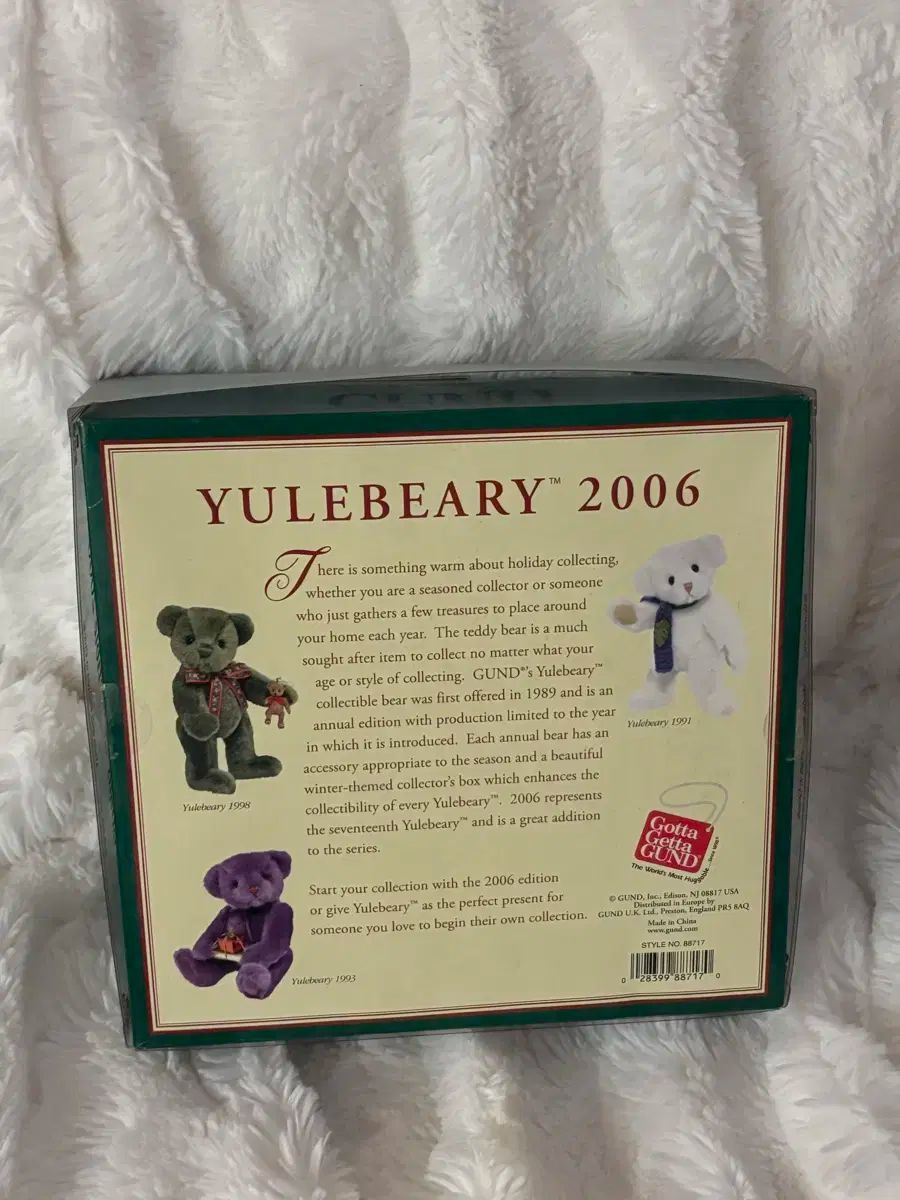 YULEBEARY™ 2006
There is something warm about holiday collecting,
whether you are a seasoned collector or someone
who just gathers a few treasures to place around
your home each year. The teddy bear is a much
sought after item to collect no matter what your
age or style of collecting. GUND®'s Yulebeary™
collectible bear was first offered in 1989 and is an
annual edition with production limited to the year
in which it is introduced. Each annual bear has an
accessory appropriate to the season and a beautiful
winter-themed collector's box which enhances the
collectibility of every Yulebeary™. 2006 represents
the seventeenth Yulebeary™ and is a great addition
to the series.
Start your collection with the 2006 edition
or give Yulebeary™ as the perfect present for
someone you love to begin their own collection.
Yulebeary 1998
Yulebeary 1993
Yulebeary 1991
Gotta
Getta
GUND
The World's Most Huggable...Since 1898
© GUND, Inc., Edison, NJ 08817 USA
Distributed in Europe by
GUND U.K. Ltd., Preston, England PR5 8AQ
Made in China
www.gund.com
STYLE NO. 88717
0 28399 88717 0